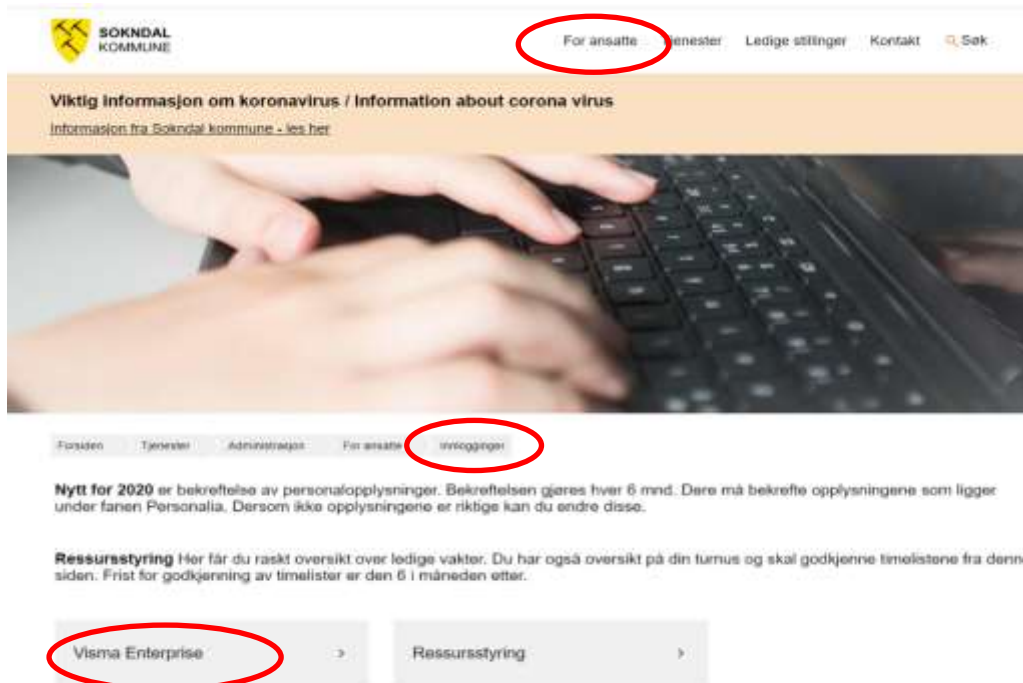 SOKNDAL
KOMMUNE
For ansatte Tjenester Ledige stillinger Kontakt Søk
Viktig informasjon om koronavirus / Information about corona virus
Informasjon fra Sokndal kommune - les her
Forsiden Tjenester Administrasjon For ansatte Innlogginger
Nytt for 2020 er bekreftelse av personalopplysninger. Bekreftelsen gjøres hver 6 mnd. Dere må bekrefte opplysningene som ligger
under fanen Personalia. Dersom ikke opplysningene er riktige kan du endre disse.
Ressursstyring Her får du raskt oversikt over ledige vakter. Du har også oversikt på din turnus og skal godkjenne timelistene fra denn
siden. Frist for godkjenning av timelister er den 6 i måneden etter.
Visma Enterprise > Ressursstyring >